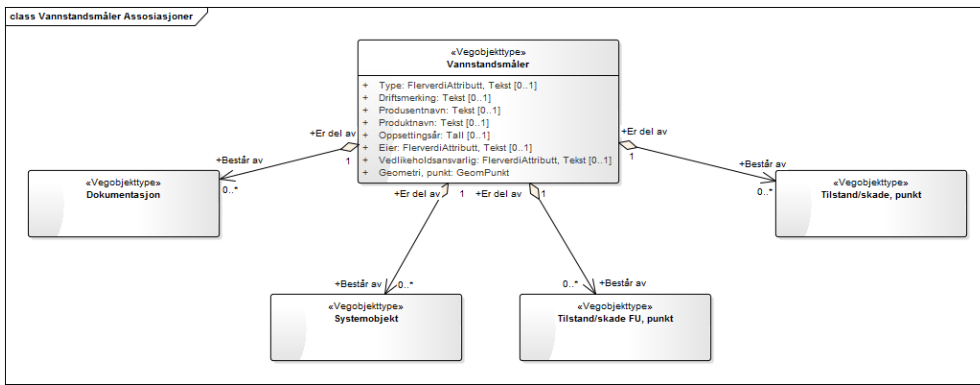 class Vannstandsmåler Assosiasjoner
«Vegobjekttype»
Vannstandsmåler
+ Type: FlerverdiAttributt, Tekst [0..1]
+ Driftsmerking: Tekst [0..1]
+ Produsentnavn: Tekst [0..1]
+ Produktnavn: Tekst [0..1]
+ Oppsettingsår: Tall [0..1]
+ Eier: FlerverdiAttributt, Tekst [0..1]
+ Vedlikeholdsansvarlig: FlerverdiAttributt, Tekst [0..1]
+ Geometri, punkt: GeomPunkt
+Er del av
1
+Består av
0..*
«Vegobjekttype»
Dokumentasjon
+Er del av
1
+Består av
0..*
«Vegobjekttype»
Tilstand/skade, punkt
+Er del av
1
+Består av
0..*
«Vegobjekttype»
Systemobjekt
+Er del av
1
0..*
+Består av
«Vegobjekttype»
Tilstand/skade FU, punkt